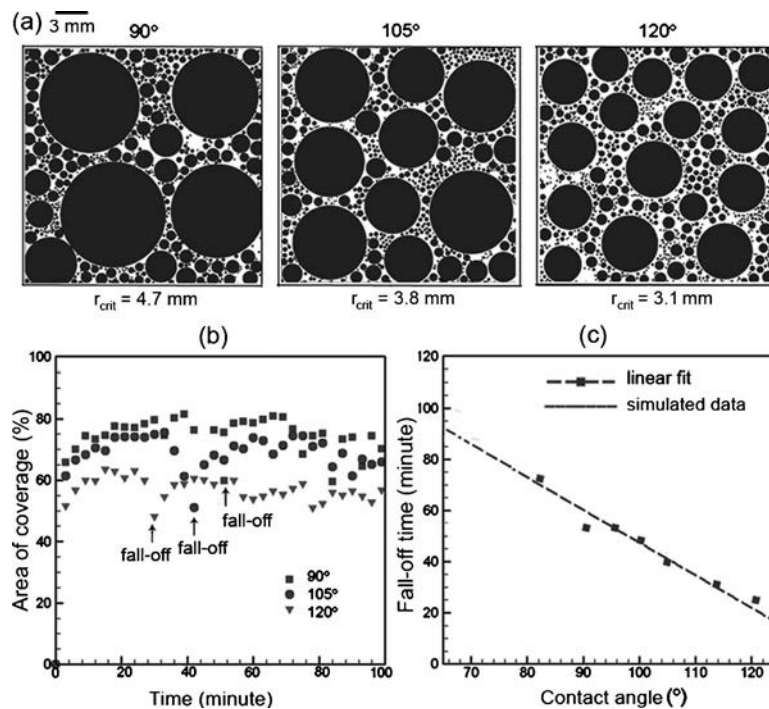 (a) 3 mm
90° 105° 120°
r_crit = 4.7 mm r_crit = 3.8 mm r_crit = 3.1 mm
(b) (c)
Area of coverage (%)
100
80
60
40
20
0
fall-off fall-off fall-off
90°
105°
120°
0 20 40 60 80 100
Time (minute)
Fall-off time (minute)
120
100
80
60
40
20
0
linear fit
simulated data
70 80 90 100 110 120
Contact angle (°)